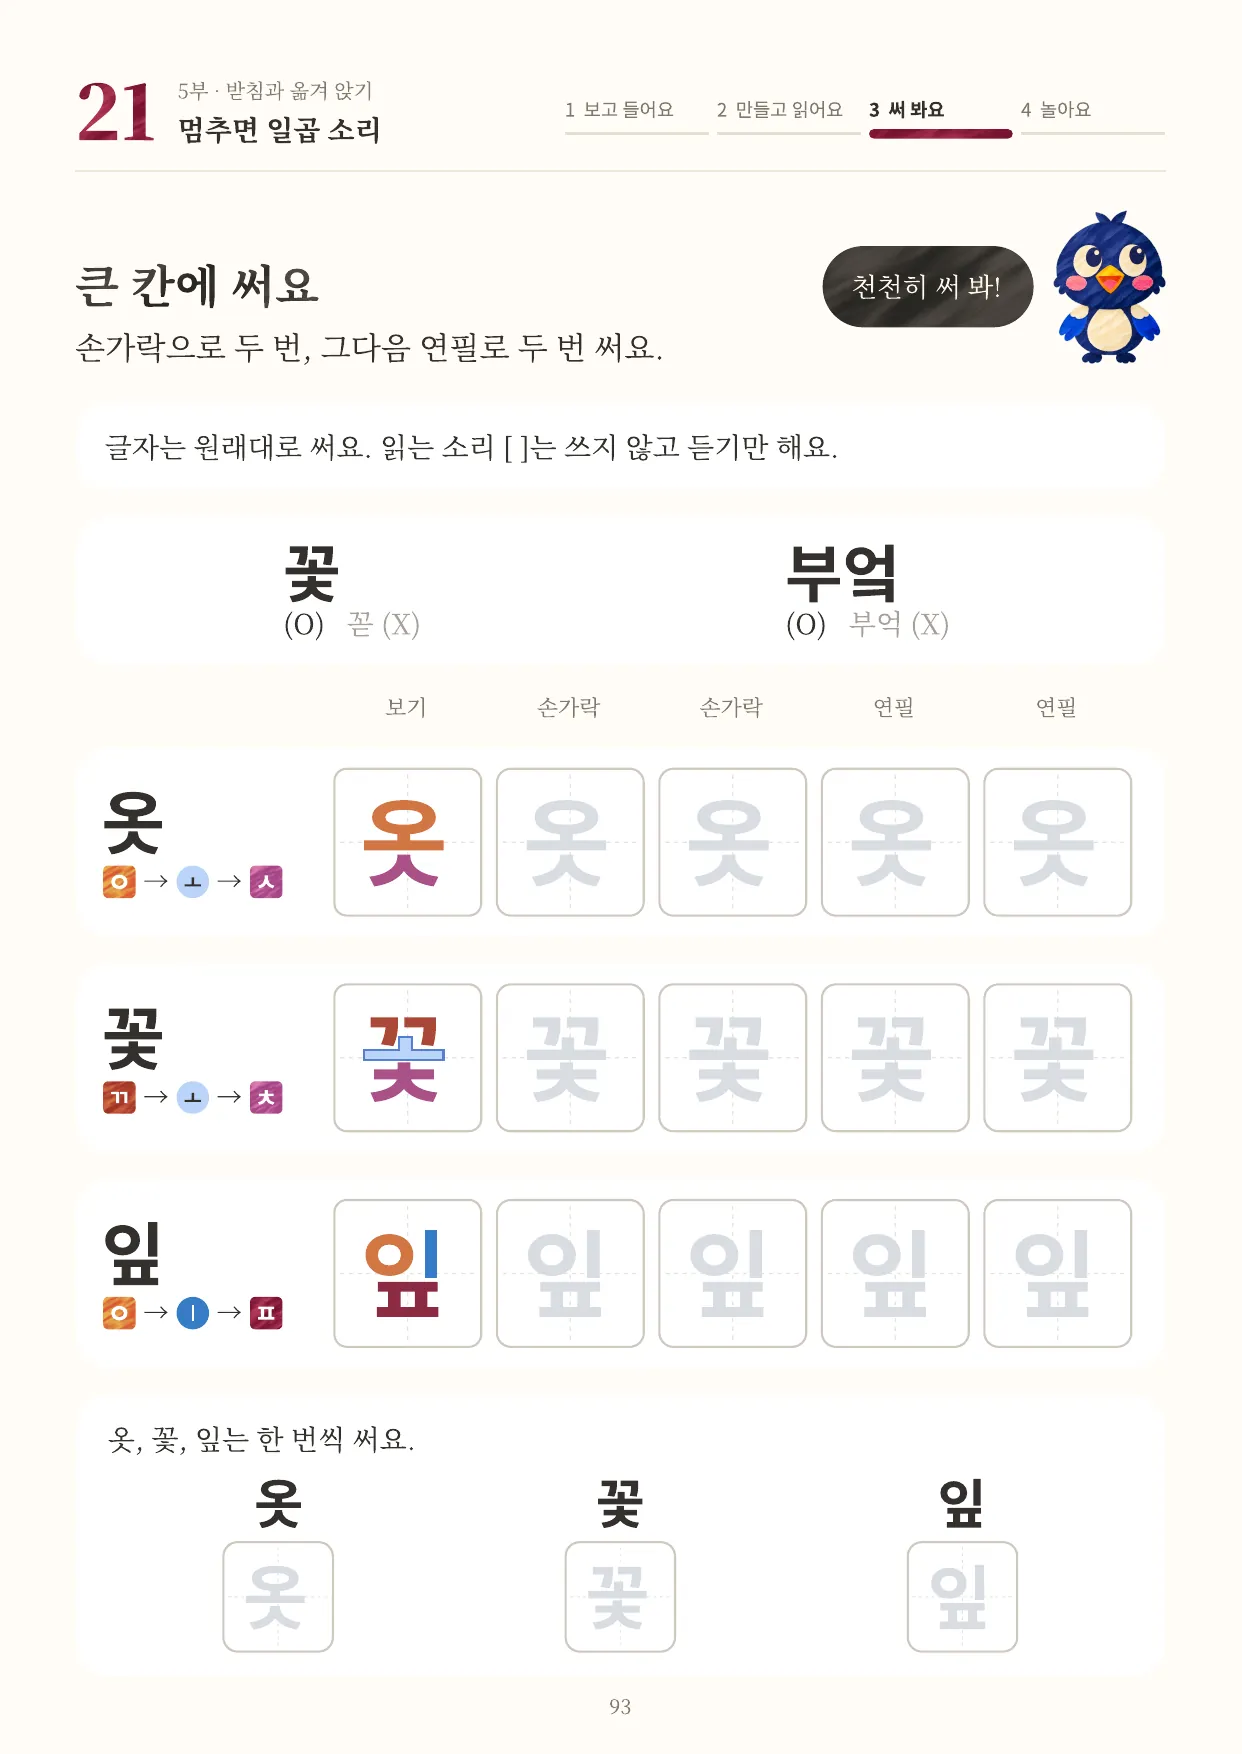 21
5부 · 받침과 옮겨 앉기
멈추면 일곱 소리
1 보고 들어요 2 만들고 읽어요 3 써 봐요 4 놀아요
큰 칸에 써요
천천히 써 봐!
손가락으로 두 번, 그다음 연필로 두 번 써요.
글자는 원래대로 써요. 읽는 소리 [ ]는 쓰지 않고 듣기만 해요.
꽃 부엌
(O) 꼳 (X) (O) 부억 (X)
보기 손가락 손가락 연필 연필
옷 옷 옷 옷 옷 옷
ㅇ → ㅗ → ㅅ
꽃 꽃 꽃 꽃 꽃 꽃
ㄲ → ㅗ → ㅊ
잎 잎 잎 잎 잎 잎
ㅇ → ㅣ → ㅍ
옷, 꽃, 잎는 한 번씩 써요.
옷 꽃 잎
옷 꽃 잎
93